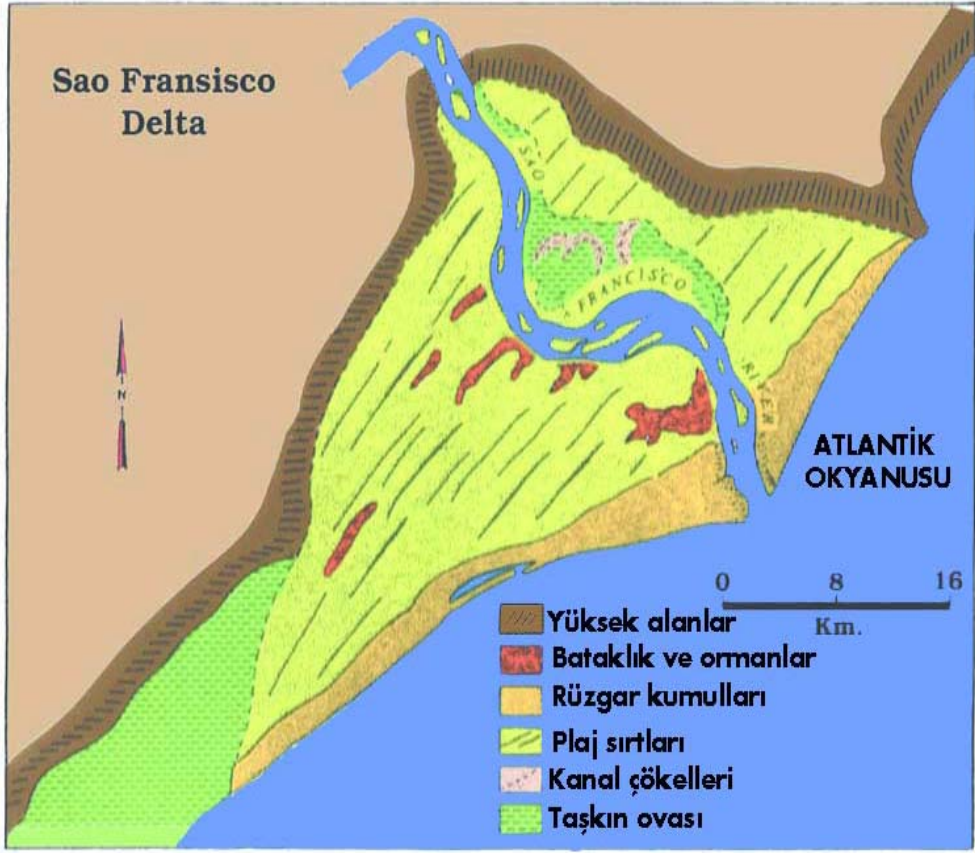 Sao Fransisco
Delta
SAO
FRANCISCO
RIVER
N
ATLANTİK
OKYANUSU
0 8 16
Km.
Yüksek alanlar
Bataklık ve ormanlar
Rüzgar kumulları
Plaj sırtları
Kanal çökelleri
Taşkın ovası